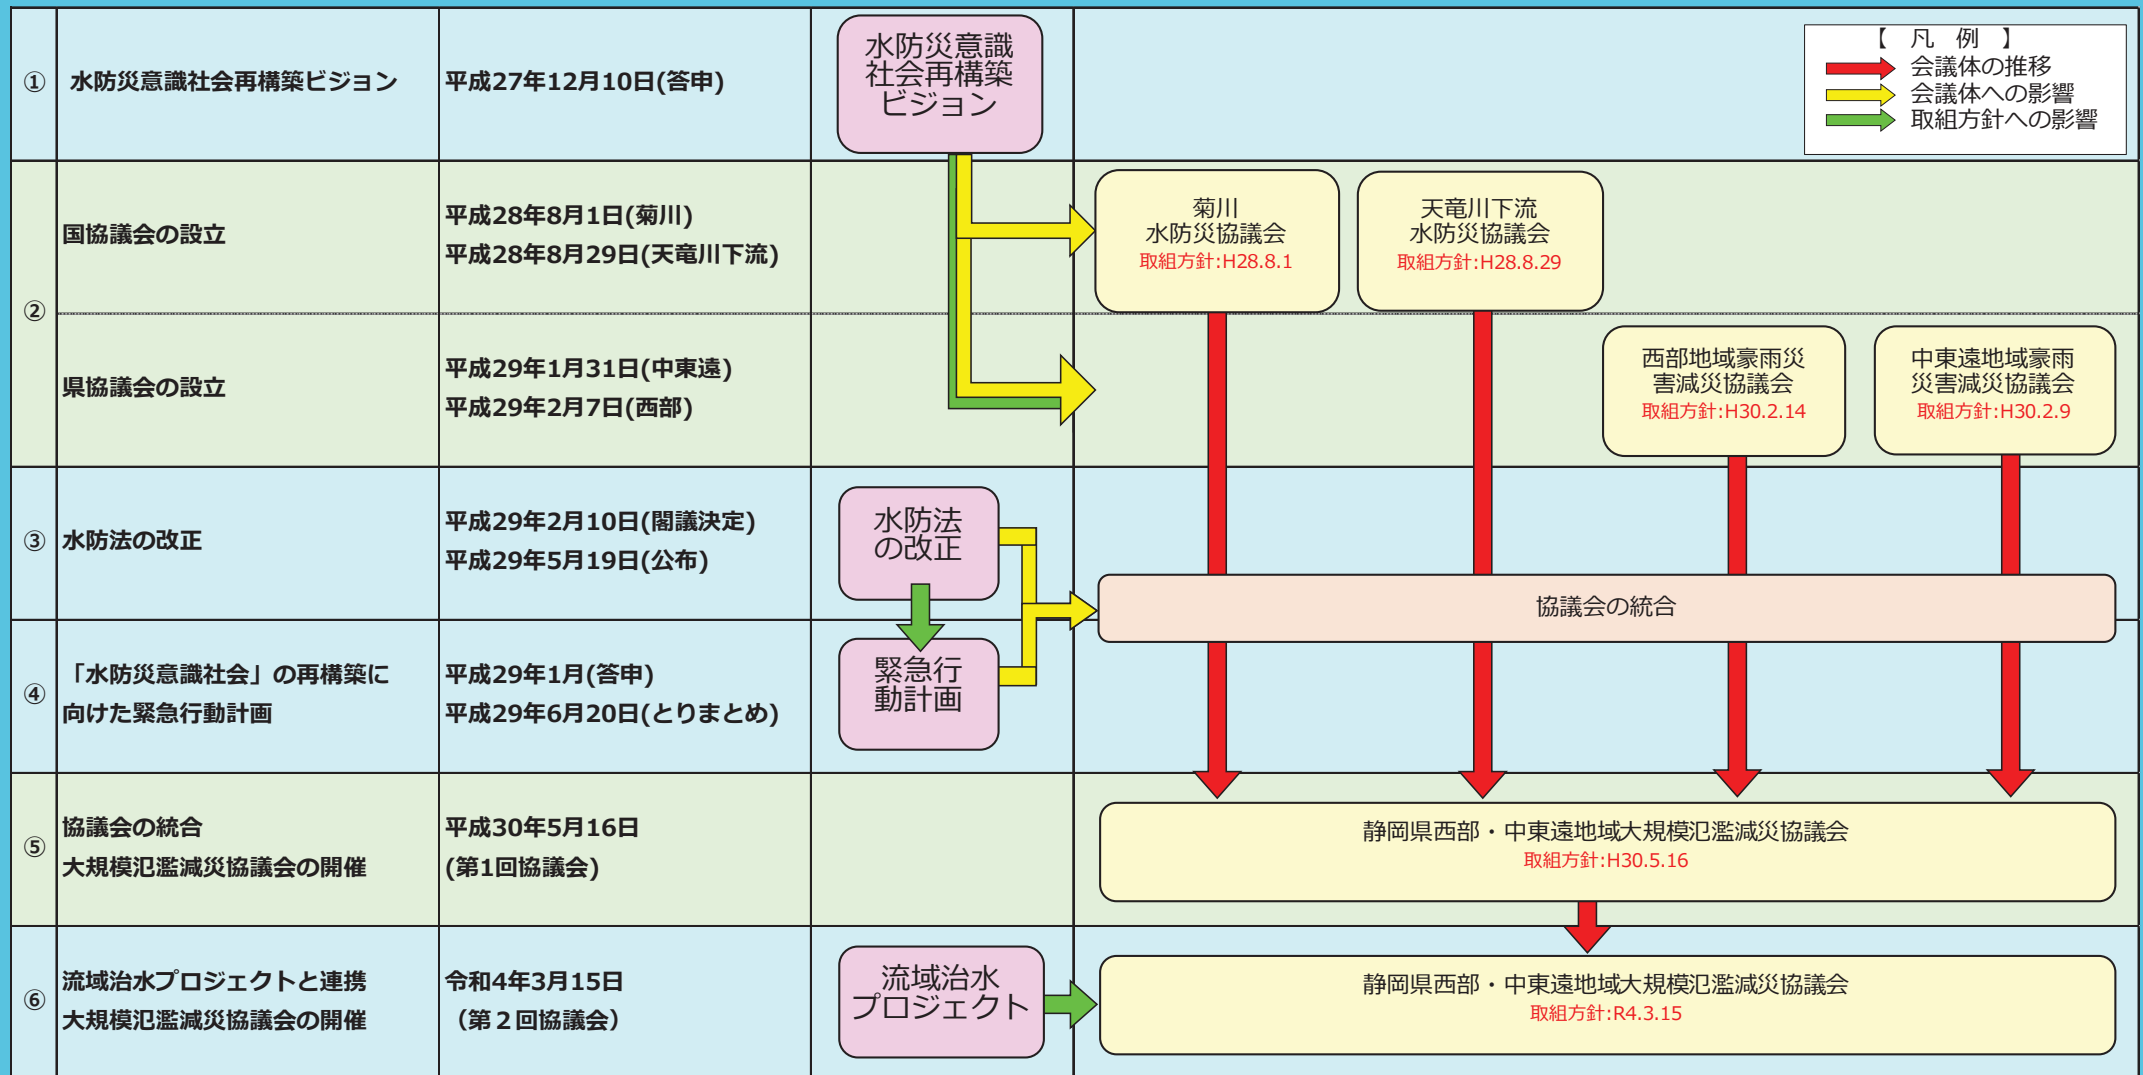 ① 水防災意識社会再構築ビジョン 平成27年12月10日(答申)
水防災意識
社会再構築
ビジョン
【 凡 例 】
会議体の推移
会議体への影響
取組方針への影響
②
国協議会の設立
平成28年8月1日(菊川)
平成28年8月29日(天竜川下流)
菊川
水防災協議会
取組方針:H28.8.1
天竜川下流
水防災協議会
取組方針:H28.8.29
県協議会の設立
平成29年1月31日(中東遠)
平成29年2月7日(西部)
西部地域豪雨災
害減災協議会
取組方針:H30.2.14
中東遠地域豪雨
災害減災協議会
取組方針:H30.2.9
③ 水防法の改正
平成29年2月10日(閣議決定)
平成29年5月19日(公布)
水防法
の改正
協議会の統合
④
「水防災意識社会」の再構築に
向けた緊急行動計画
平成29年1月(答申)
平成29年6月20日(とりまとめ)
緊急行
動計画
⑤
協議会の統合
大規模氾濫減災協議会の開催
平成30年5月16日
(第1回協議会)
静岡県西部・中東遠地域大規模氾濫減災協議会
取組方針:H30.5.16
⑥
流域治水プロジェクトと連携
大規模氾濫減災協議会の開催
令和4年3月15日
（第２回協議会）
流域治水
プロジェクト
静岡県西部・中東遠地域大規模氾濫減災協議会
取組方針:R4.3.15